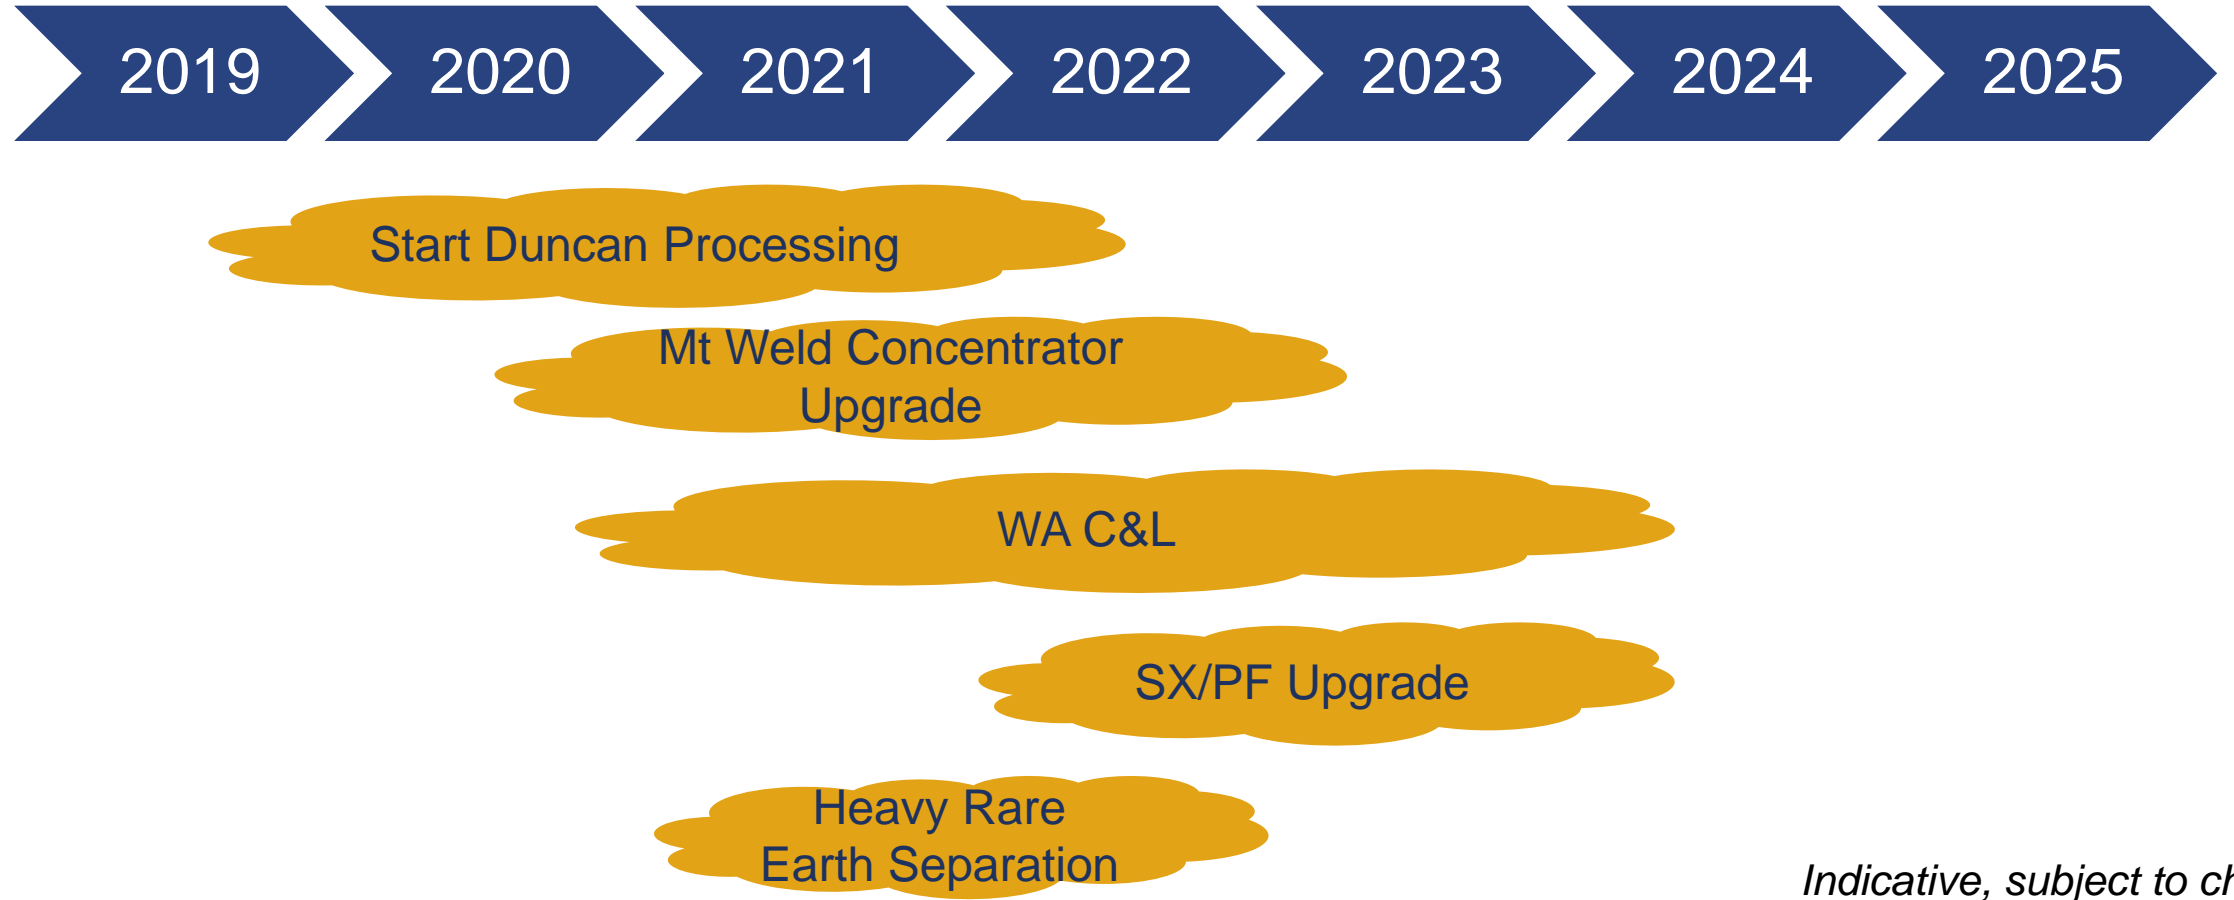 2019 2020 2021 2022 2023 2024 2025
Start Duncan Processing
Mt Weld Concentrator
Upgrade
WA C&L
SX/PF Upgrade
Heavy Rare
Earth Separation
Indicative, subject to